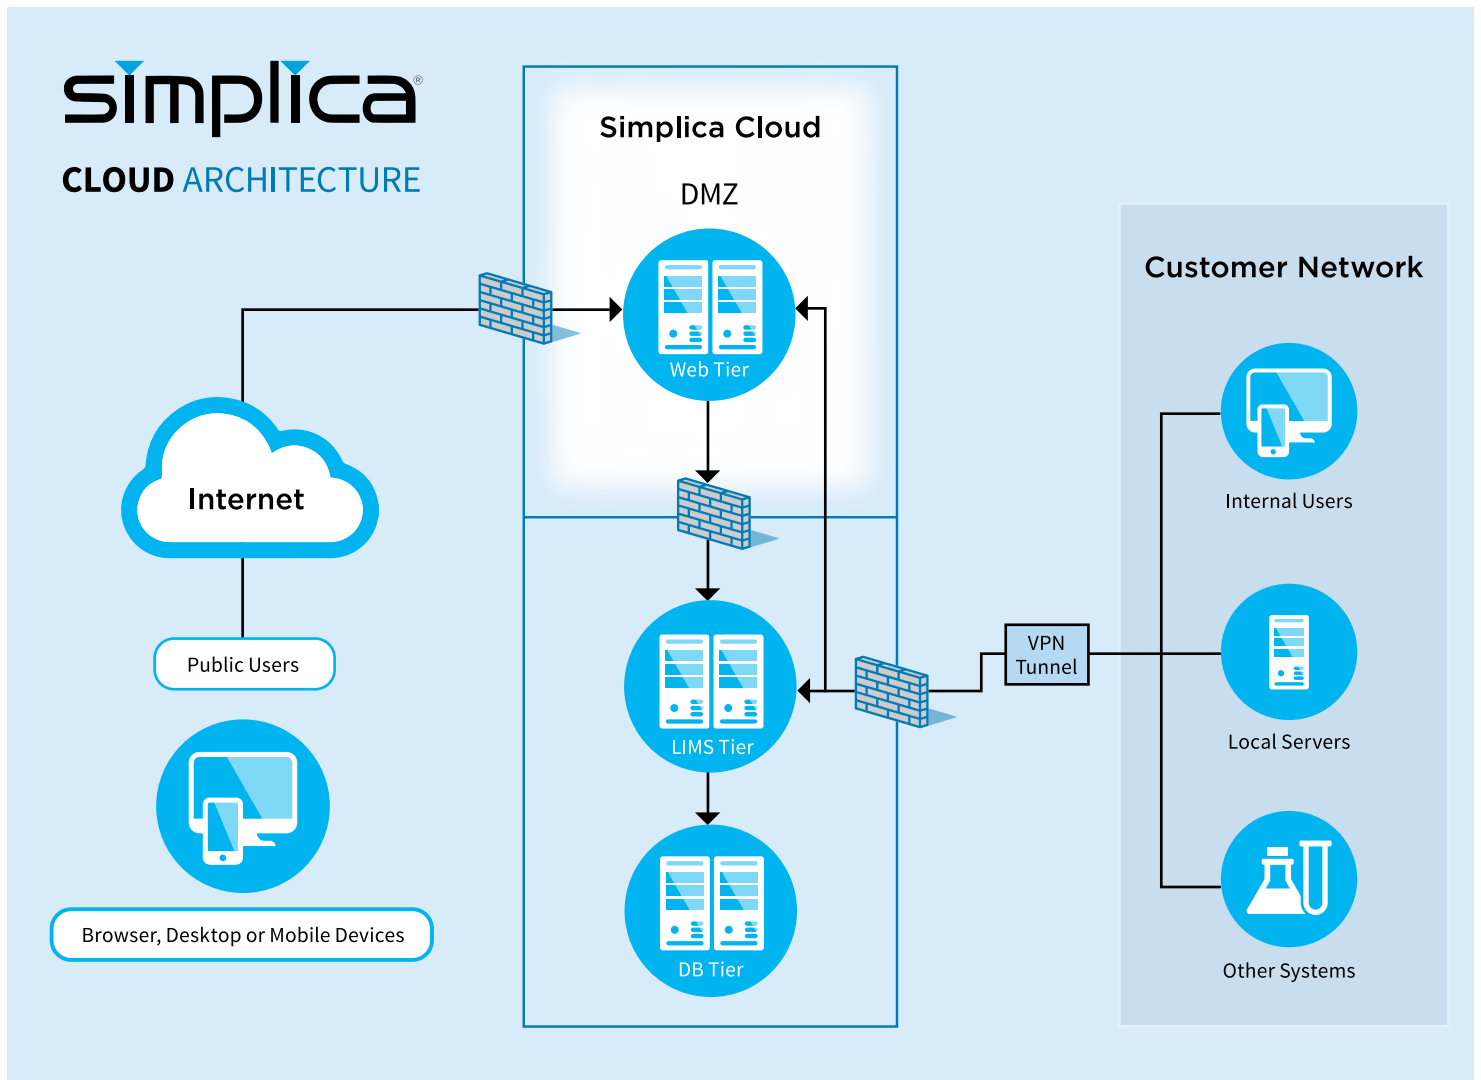 simplica®
CLOUD ARCHITECTURE
Simplica Cloud
DMZ
Web Tier
Internet
Public Users
Browser, Desktop or Mobile Devices
LIMS Tier
DB Tier
VPN
Tunnel
Customer Network
Internal Users
Local Servers
Other Systems